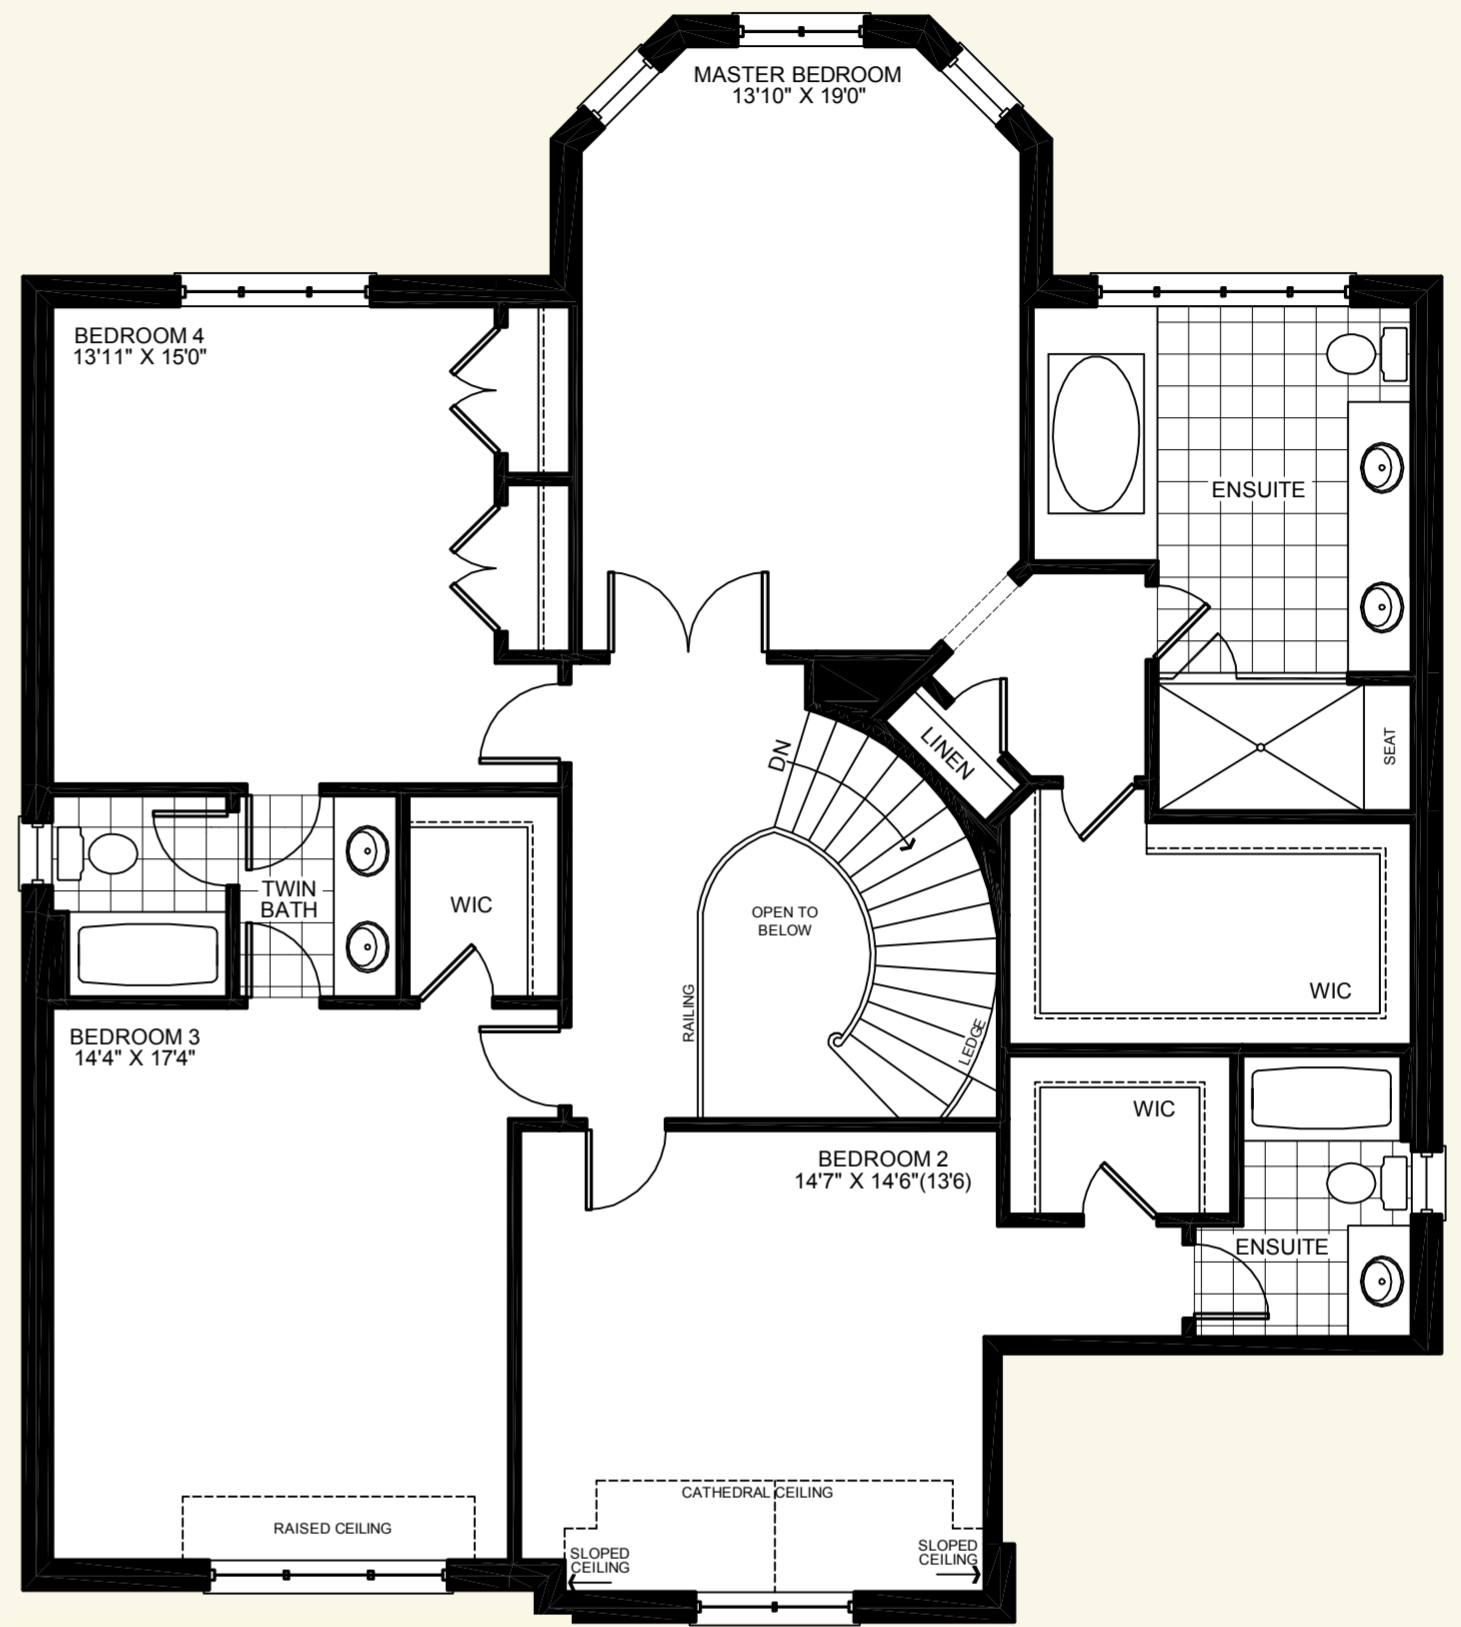 MASTER BEDROOM
13'10" X 19'0"
BEDROOM 4
13'11" X 15'0"
ENSUITE
LINEN
SEAT
DN
TWIN
BATH
WIC
OPEN TO
BELOW
RAILING
LEDGE
WIC
BEDROOM 3
14'4" X 17'4"
WIC
BEDROOM 2
14'7" X 14'6"(13'6)
ENSUITE
CATHEDRAL CEILING
RAISED CEILING
SLOPED
CEILING
SLOPED
CEILING